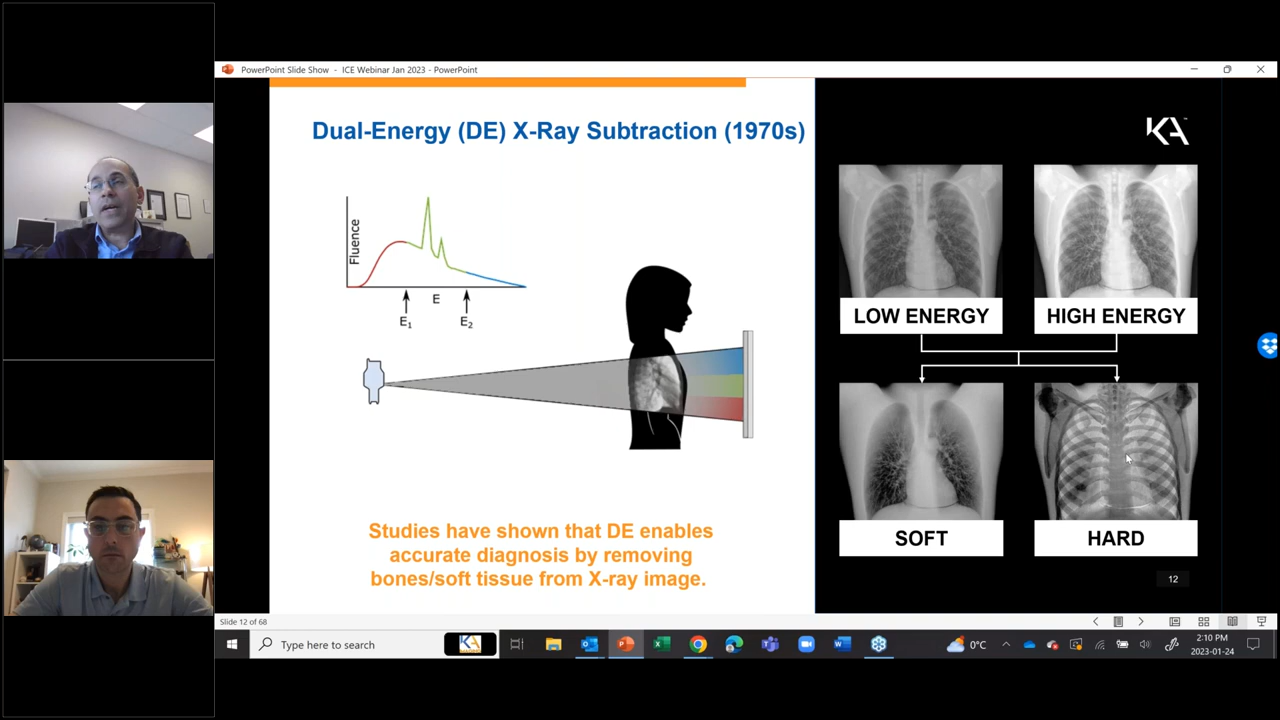 PowerPoint Slide Show - ICE Webinar Jan 2023 - PowerPoint
Dual-Energy (DE) X-Ray Subtraction (1970s)
KA
Fluence
E
E1
E2
LOW ENERGY
HIGH ENERGY
SOFT
HARD
Studies have shown that DE enables
accurate diagnosis by removing
bones/soft tissue from X-ray image.
12
Slide 12 of 68
Type here to search
KA
0°C
2:10 PM
2023-01-24